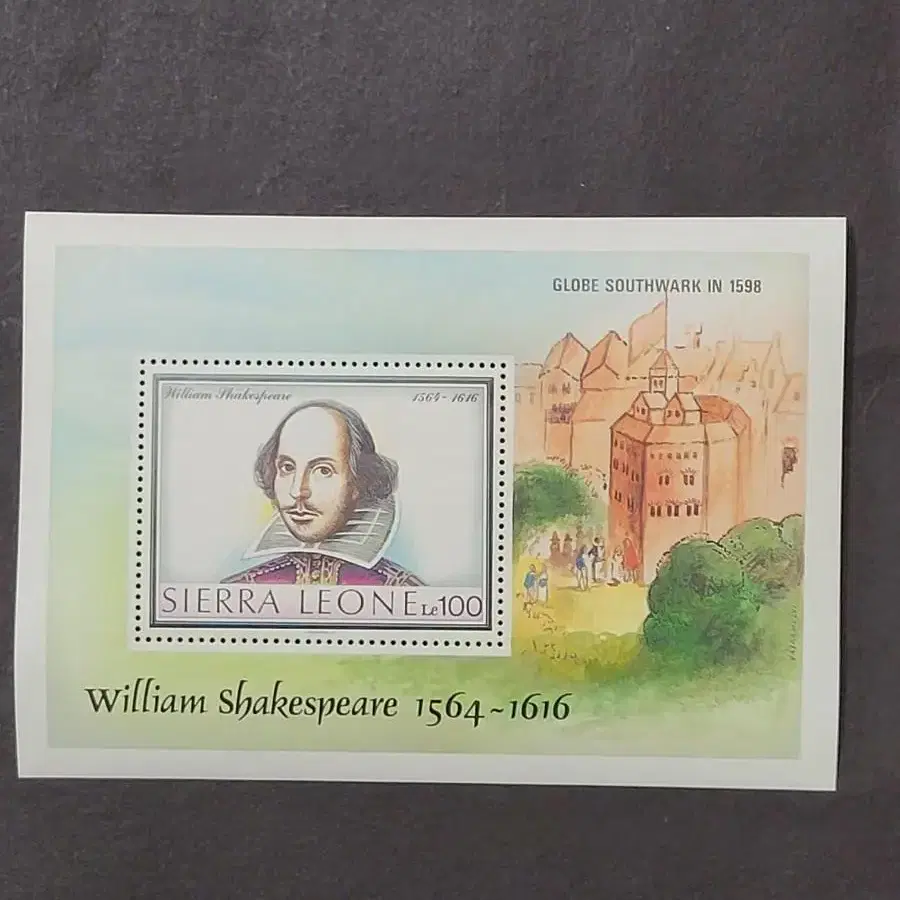 GLOBE SOUTHWARK IN 1598
William Shakespeare 1564-1616
SIERRA LEONE Le100
William Shakespeare 1564~1616